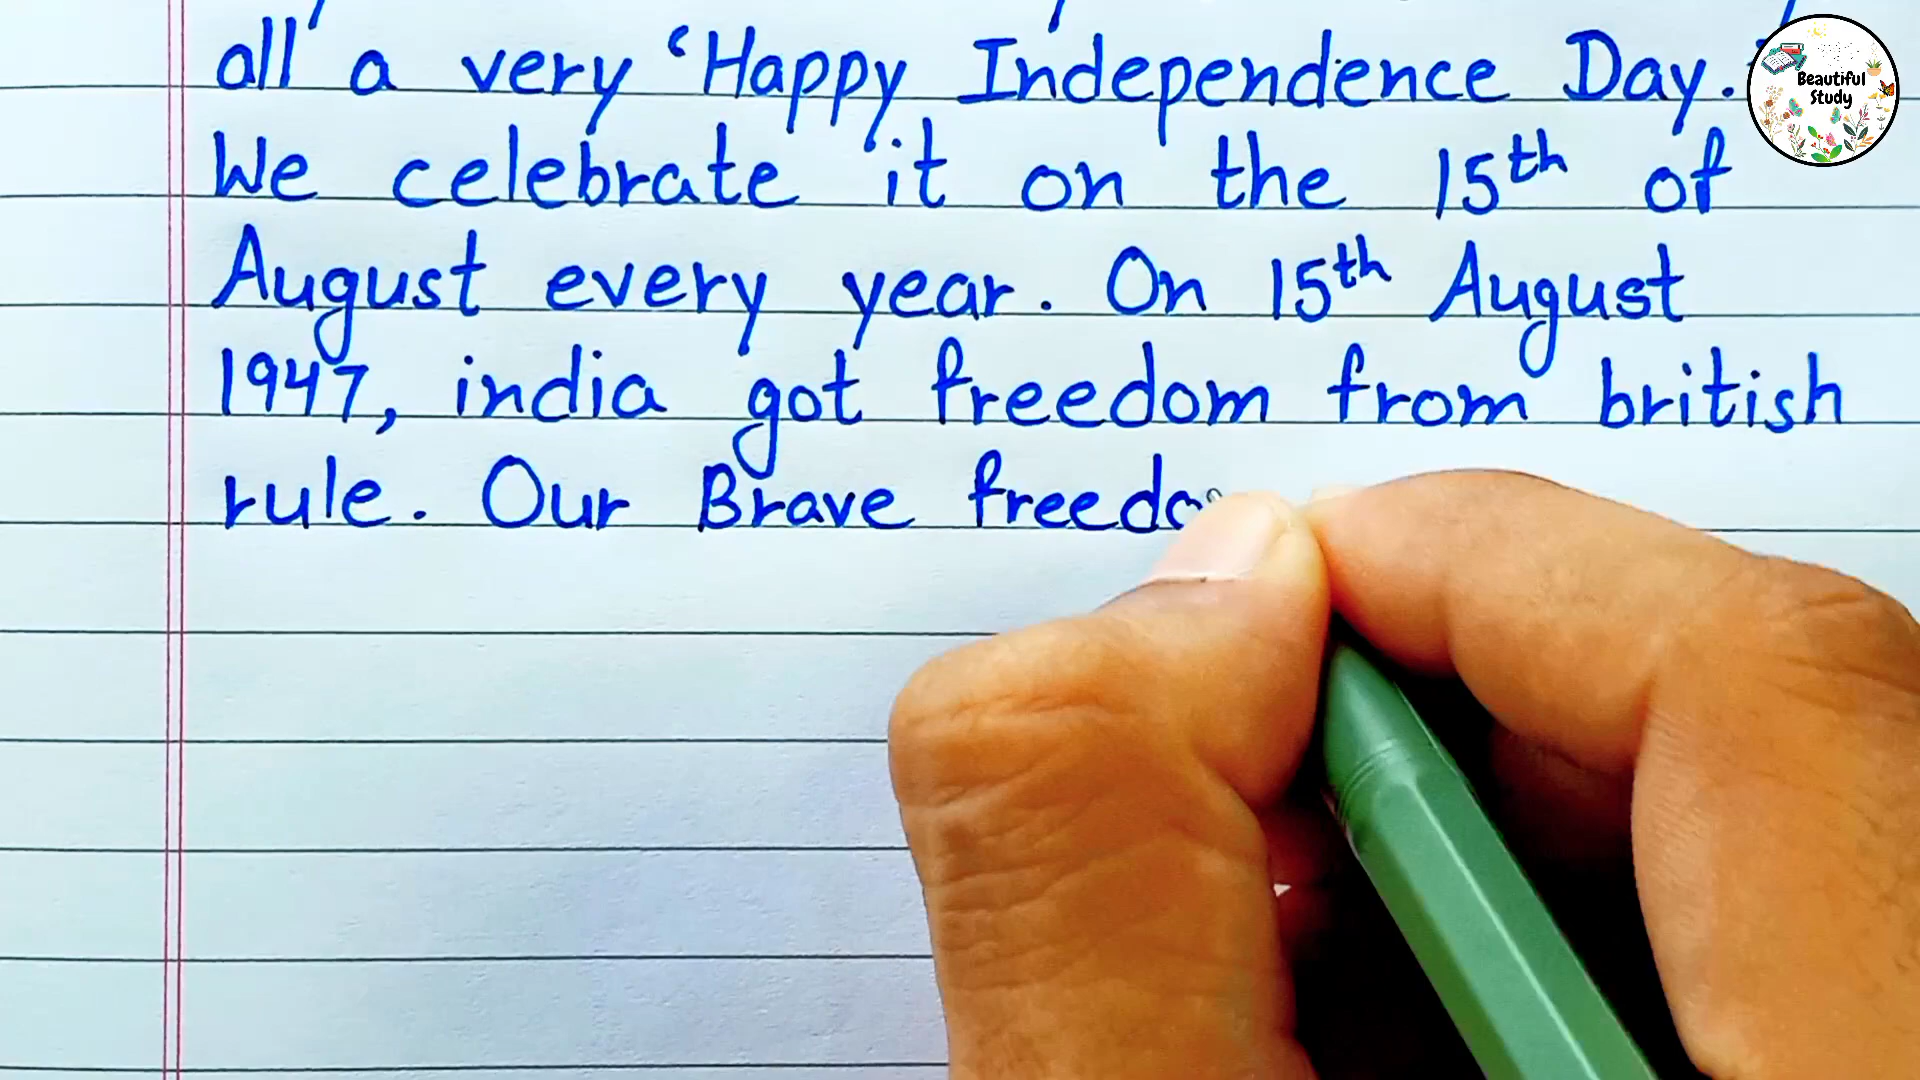 all a very ‘Happy Independence Day.’
We celebrate it on the 15th of
August every year. On 15th August
1947, india got freedom from british
rule. Our Brave
Beautiful
Study